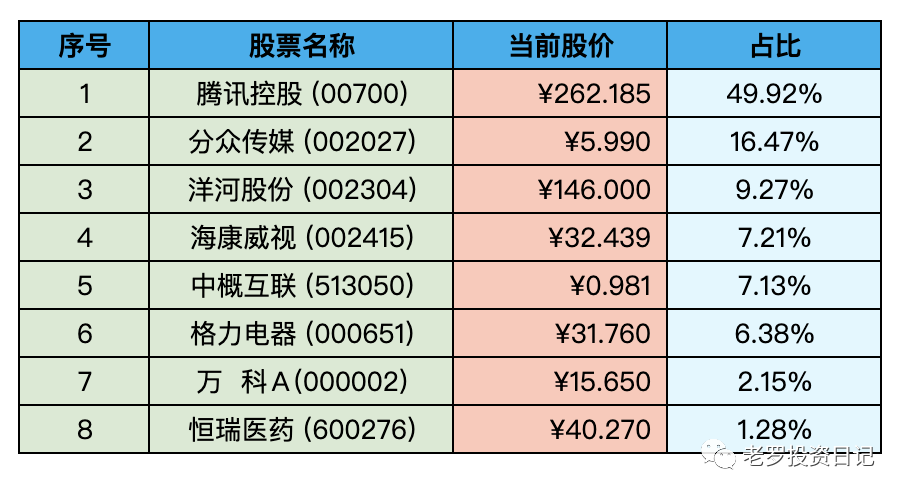 序号 股票名称 当前股价 占比
1 腾讯控股 (00700) ¥262.185 49.92%
2 分众传媒 (002027) ¥5.990 16.47%
3 洋河股份 (002304) ¥146.000 9.27%
4 海康威视 (002415) ¥32.439 7.21%
5 中概互联 (513050) ¥0.981 7.13%
6 格力电器 (000651) ¥31.760 6.38%
7 万 科A(000002) ¥15.650 2.15%
8 恒瑞医药 (600276) ¥40.270 1.28%
老罗投资日记